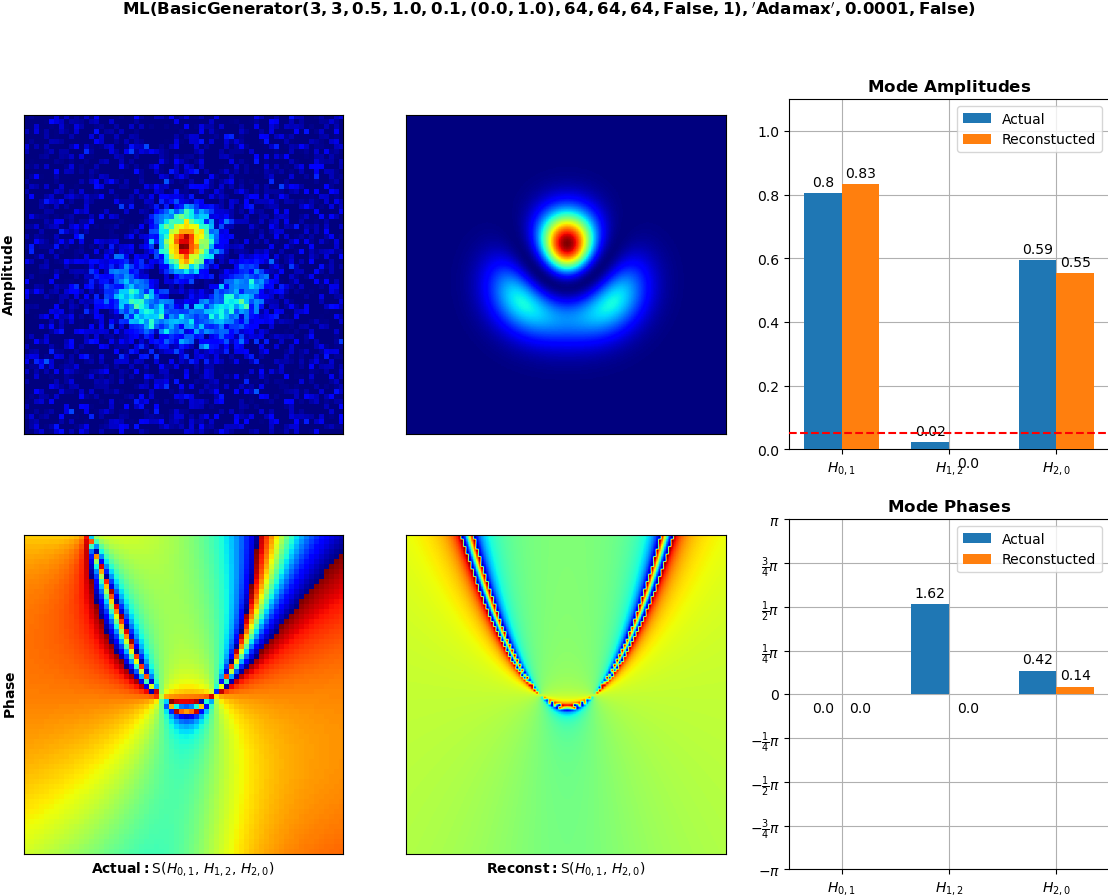 ML(BasicGenerator(3, 3, 0.5, 1.0, 0.1, (0.0, 1.0), 64, 64, 64, False, 1), ′Adamax′, 0.0001, False)
Amplitude
Mode Amplitudes
Actual
Reconstucted
1.0
0.8
0.6
0.4
0.2
0.0
0.8
0.83
0.02
0.0
0.59
0.55
H0, 1
H1, 2
H2, 0
Phase
Actual: S(H0, 1, H1, 2, H2, 0)
Reconst: S(H0, 1, H2, 0)
Mode Phases
Actual
Reconstucted
π
3/4π
1/2π
1/4π
0
−1/4π
−1/2π
−3/4π
−π
0.0
0.0
1.62
0.0
0.42
0.14
H0, 1
H1, 2
H2, 0